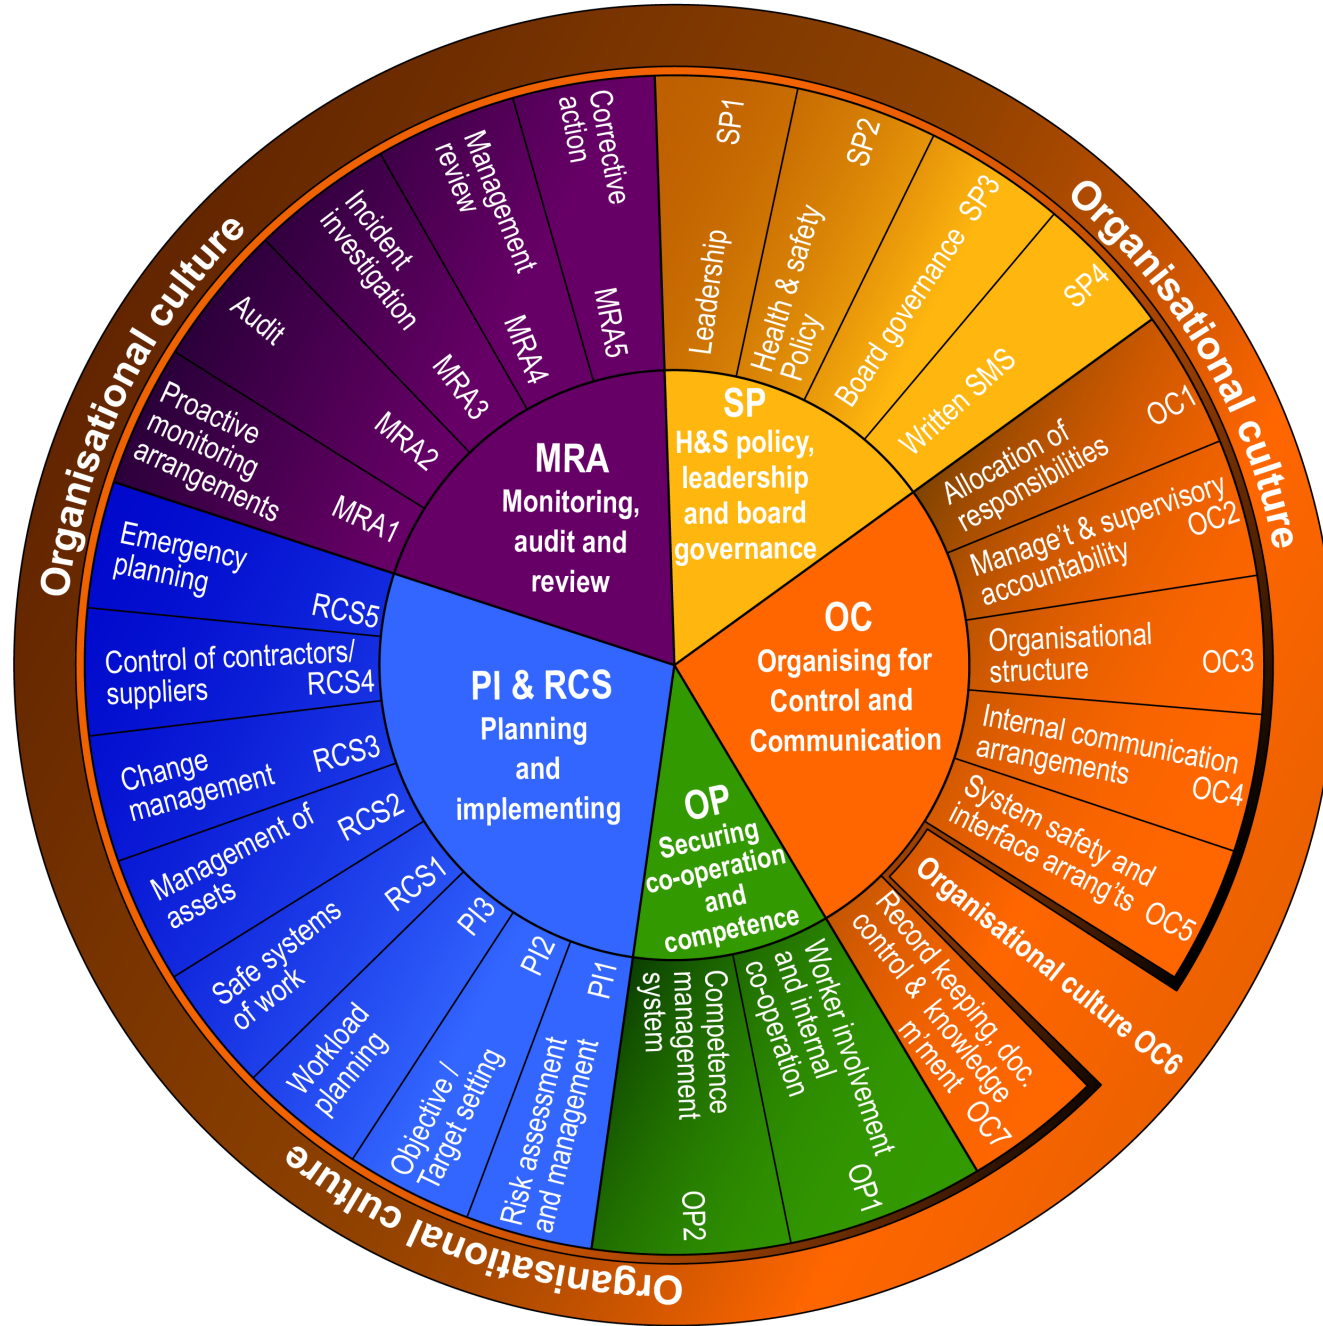 Organisational culture
Organisational culture
Organisational culture
SP
H&S policy,
leadership
and board
governance
SP1
Leadership
SP2
Health & safety
Policy
SP3
Board governance
SP4
Written SMS
OC
Organising for
Control and
Communication
Allocation of
responsibilities
OC1
Manage’t & supervisory
accountability
OC2
Organisational
structure
OC3
Internal communication
arrangements
OC4
System safety and
interface arrang’ts
OC5
Organisational culture OC6
Record keeping, doc.
control & knowledge
m’ment
OC7
OP
Securing
co-operation
and
competence
Worker involvement
and internal
co-operation
OP1
Competence
management
system
OP2
PI & RCS
Planning
and
implementing
PI1
Risk assessment
and management
PI2
Objective /
Target setting
PI3
Workload
planning
RCS1
Safe systems
of work
RCS2
Management of
assets
RCS3
Change
management
Control of contractors/
suppliers
RCS4
Emergency
planning
RCS5
MRA
Monitoring,
audit and
review
Proactive
monitoring
arrangements
MRA1
Audit
MRA2
Incident
investigation
MRA3
Management
review
MRA4
Corrective
action
MRA5